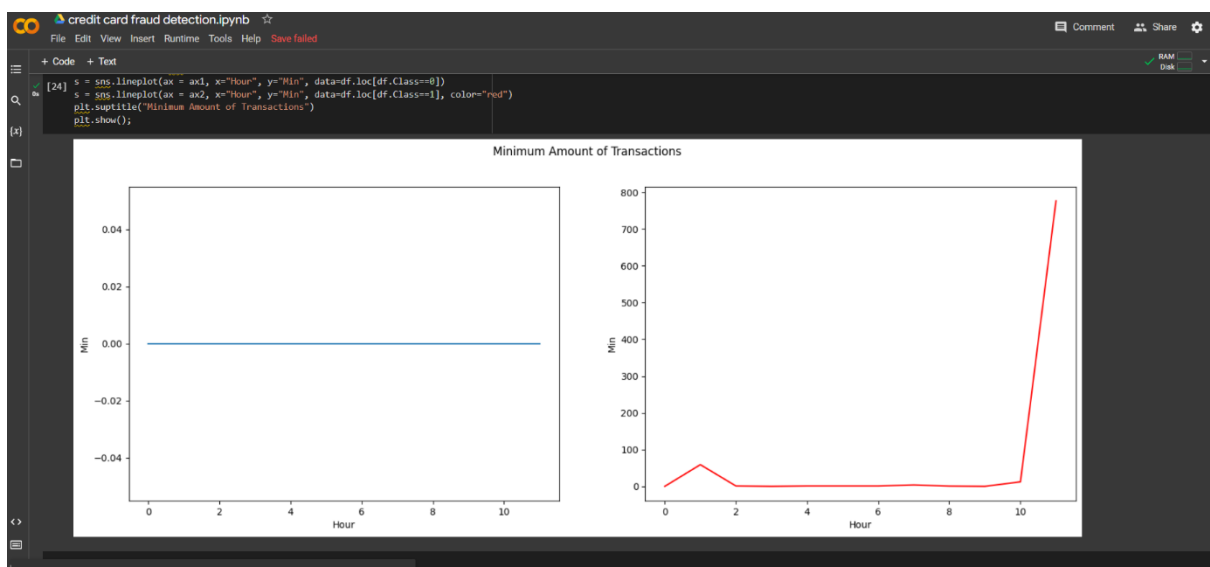 credit card fraud detection.ipynb
File Edit View Insert Runtime Tools Help Save failed
Comment Share
+ Code + Text
RAM
Disk
[24] s = sns.lineplot(ax = ax1, x="Hour", y="Min", data=df.loc[df.Class==0])
0s s = sns.lineplot(ax = ax2, x="Hour", y="Min", data=df.loc[df.Class==1], color="red")
plt.suptitle("Minimum Amount of Transactions")
plt.show();
{x}
Minimum Amount of Transactions
0.04
0.02
0.00
−0.02
−0.04
Min
0 2 4 6 8 10
Hour
800
700
600
500
400
300
200
100
0
Min
0 2 4 6 8 10
Hour
<>